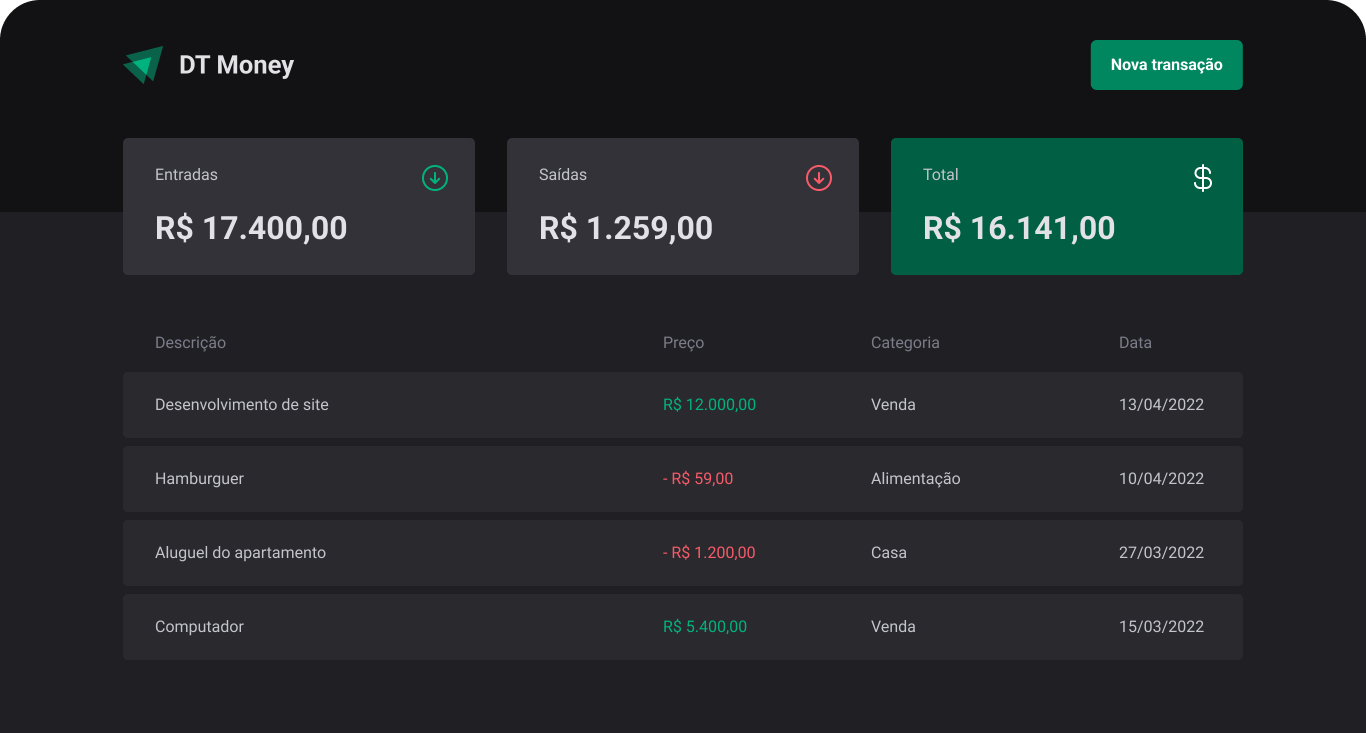 DT Money
Nova transação
Entradas
R$ 17.400,00
Saídas
R$ 1.259,00
Total
$
R$ 16.141,00
Descrição Preço Categoria Data
Desenvolvimento de site R$ 12.000,00 Venda 13/04/2022
Hamburguer - R$ 59,00 Alimentação 10/04/2022
Aluguel do apartamento - R$ 1.200,00 Casa 27/03/2022
Computador R$ 5.400,00 Venda 15/03/2022